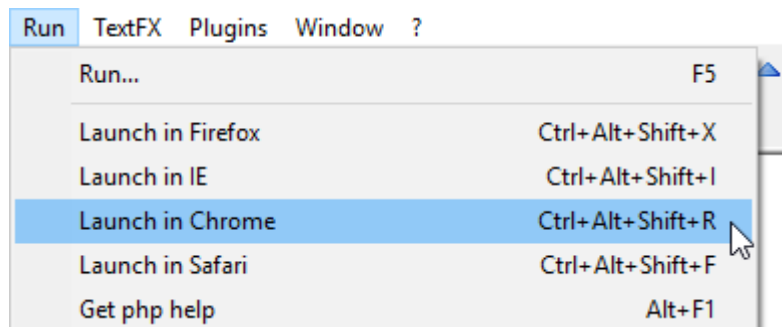 Run TextFX Plugins Window ?
Run... F5
Launch in Firefox Ctrl+Alt+Shift+X
Launch in IE Ctrl+Alt+Shift+I
Launch in Chrome Ctrl+Alt+Shift+R
Launch in Safari Ctrl+Alt+Shift+F
Get php help Alt+F1